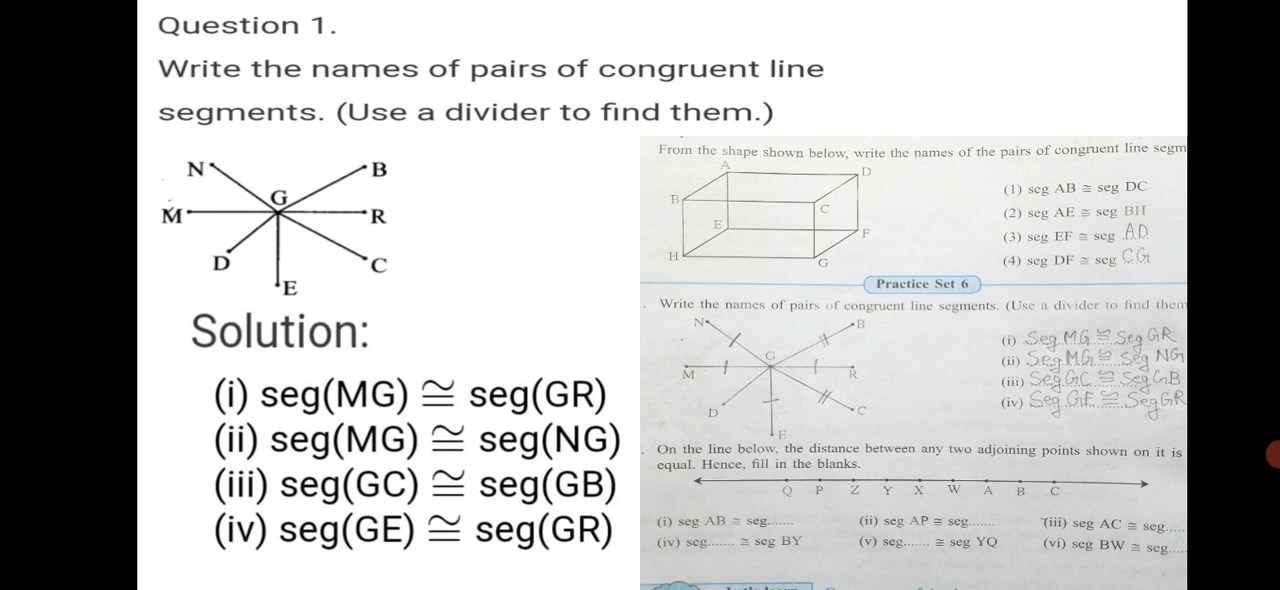 Question 1.
Write the names of pairs of congruent line
segments. (Use a divider to find them.)
N
B
G
M
R
D
C
E
Solution:
(i) seg(MG) ≅ seg(GR)
(ii) seg(MG) ≅ seg(NG)
(iii) seg(GC) ≅ seg(GB)
(iv) seg(GE) ≅ seg(GR)
From the shape shown below, write the names of the pairs of congruent line segm
A
D
B
C
E
F
H
G
(1) seg AB ≅ seg DC
(2) seg AE ≅ seg BH
(3) seg EF ≅ seg A.D.
(4) seg DF ≅ seg C.G
Practice Set 6
Write the names of pairs of congruent line segments. (Use a divider to find them
N
B
G
M
R
D
C
E
(i) Seg MG ≅ Seg GR
(ii) Seg MG ≅ Seg NG
(iii) Seg GC ≅ Seg GB
(iv) Seg GE ≅ Seg GR
On the line below, the distance between any two adjoining points shown on it is
equal. Hence, fill in the blanks.
Q P Z Y X W A B C
(i) seg AB ≅ seg....... (ii) seg AP ≅ seg....... (iii) seg AC ≅ seg.....
(iv) seg....... ≅ seg BY (v) seg....... ≅ seg YQ (vi) seg BW ≅ seg.....